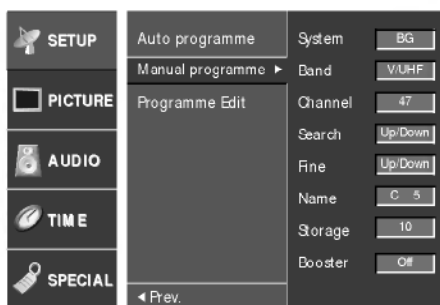 SETUP
PICTURE
AUDIO
TIME
SPECIAL
Auto programme
Manual programme ▶
Programme Edit
◀ Prev.
System BG
Band V/UHF
Channel 47
Search Up/Down
Fine Up/Down
Name C 5
Storage 10
Booster Off